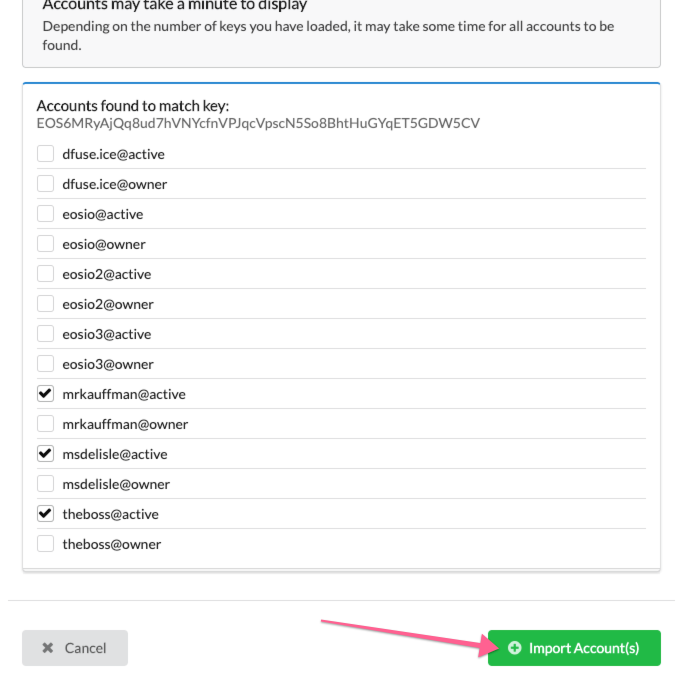 Accounts may take a minute to display
Depending on the number of keys you have loaded, it may take some time for all accounts to be
found.
Accounts found to match key:
EOS6MRyAjQq8ud7hVNYcfnVPJqcVpscN5So8BhtHuGYqET5GDW5CV
dfuse.ice@active
dfuse.ice@owner
eosio@active
eosio@owner
eosio2@active
eosio2@owner
eosio3@active
eosio3@owner
mrkauffman@active
mrkauffman@owner
msdelisle@active
msdelisle@owner
theboss@active
theboss@owner
Cancel
Import Account(s)